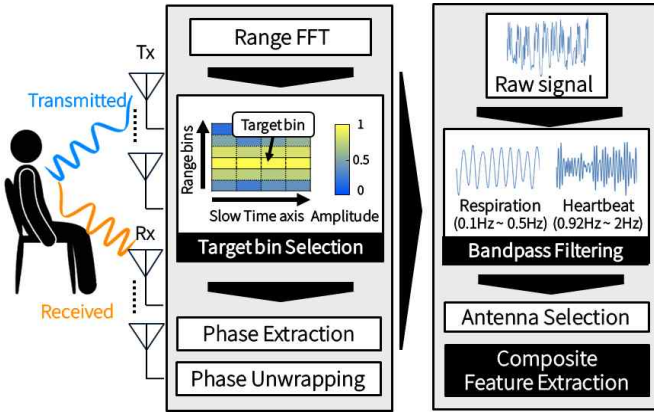 Tx
Transmitted
Rx
Received
Range FFT
Target bin
Range bins
Slow Time axis
1
0.5
0
Amplitude
Target bin Selection
Phase Extraction
Phase Unwrapping
Raw signal
Respiration
(0.1Hz ~ 0.5Hz)
Heartbeat
(0.92Hz ~ 2Hz)
Bandpass Filtering
Antenna Selection
Composite
Feature Extraction